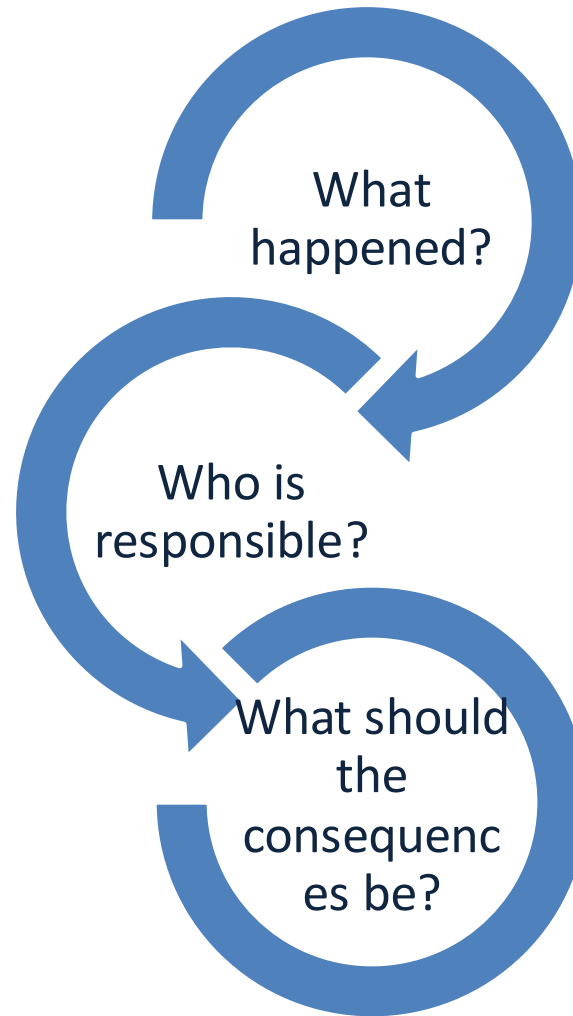 What
happened?
Who is
responsible?
What should
the
consequenc
es be?